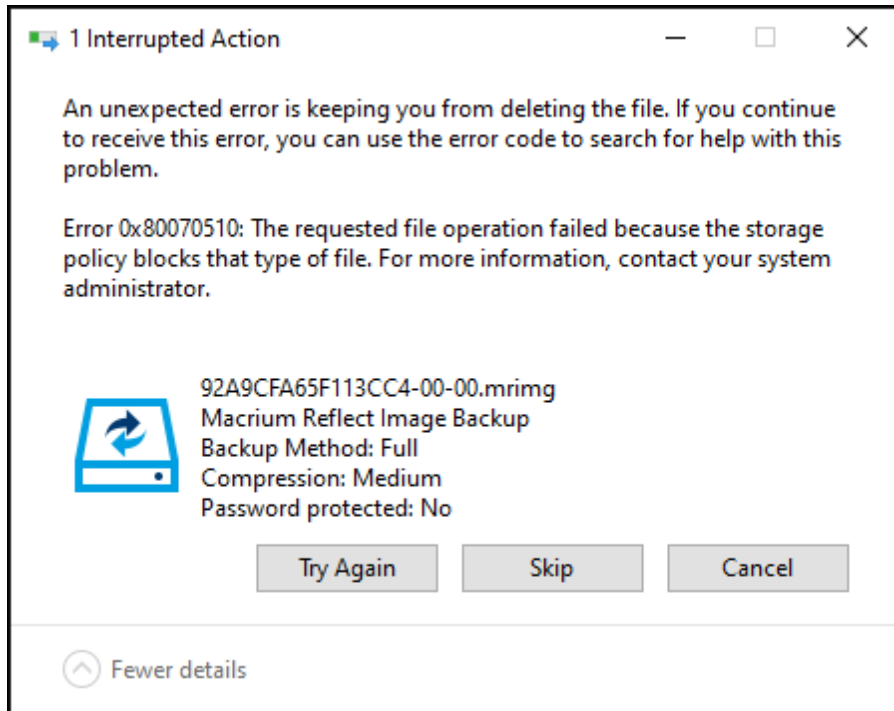 1 Interrupted Action
An unexpected error is keeping you from deleting the file. If you continue
to receive this error, you can use the error code to search for help with this
problem.
Error 0x80070510: The requested file operation failed because the storage
policy blocks that type of file. For more information, contact your system
administrator.
92A9CFA65F113CC4-00-00.mrimg
Macrium Reflect Image Backup
Backup Method: Full
Compression: Medium
Password protected: No
Try Again Skip Cancel
Fewer details